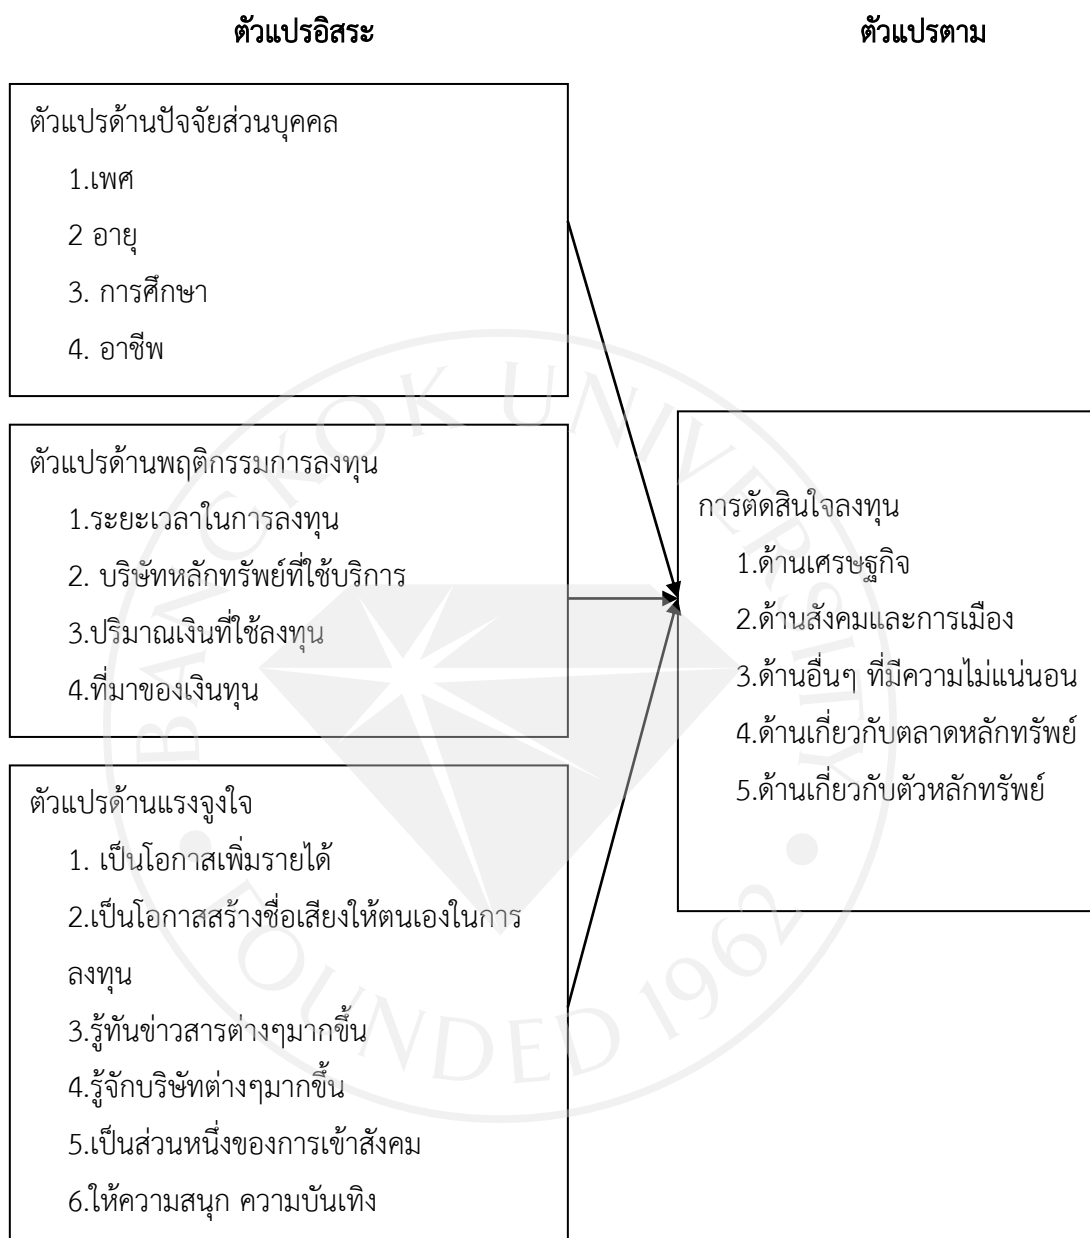 ตัวแปรอิสระ
ตัวแปรตาม
ตัวแปรด้านปัจจัยส่วนบุคคล
1.เพศ
2 อายุ
3. การศึกษา
4. อาชีพ
ตัวแปรด้านพฤติกรรมการลงทุน
1.ระยะเวลาในการลงทุน
2. บริษัทหลักทรัพย์ที่ใช้บริการ
3.ปริมาณเงินที่ใช้ลงทุน
4.ที่มาของเงินทุน
ตัวแปรด้านแรงจูงใจ
1. เป็นโอกาสเพิ่มรายได้
2.เป็นโอกาสสร้างชื่อเสียงให้ตนเองในการ
ลงทุน
3.รู้ทันข่าวสารต่างๆมากขึ้น
4.รู้จักบริษัทต่างๆมากขึ้น
5.เป็นส่วนหนึ่งของการเข้าสังคม
6.ให้ความสนุก ความบันเทิง
การตัดสินใจลงทุน
1.ด้านเศรษฐกิจ
2.ด้านสังคมและการเมือง
3.ด้านอื่นๆ ที่มีความไม่แน่นอน
4.ด้านเกี่ยวกับตลาดหลักทรัพย์
5.ด้านเกี่ยวกับตัวหลักทรัพย์
BANGKOK UNIVERSITY
FOUNDED 1962